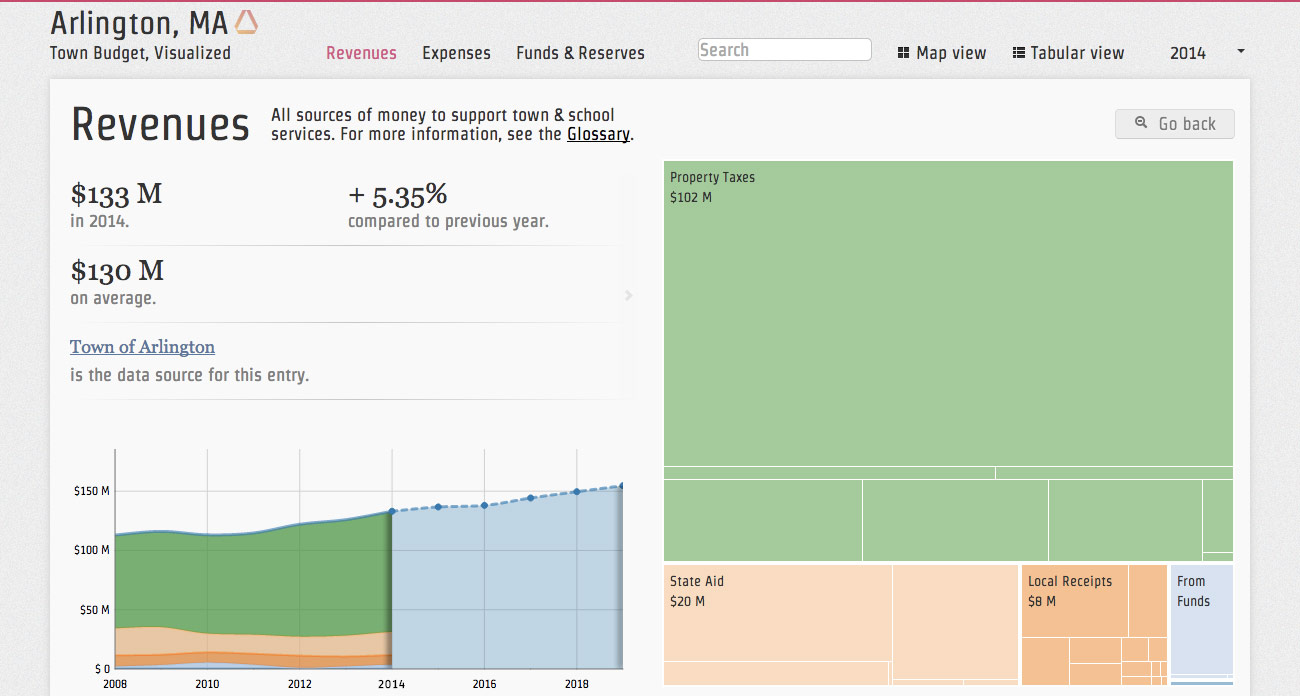 Arlington, MA
Town Budget, Visualized
Revenues
Expenses
Funds & Reserves
Search
Map view
Tabular view
2014
Revenues
All sources of money to support town & school
services. For more information, see the Glossary.
Go back
$133 M
in 2014.
+ 5.35%
compared to previous year.
$130 M
on average.
Town of Arlington
is the data source for this entry.
$150 M
$100 M
$50 M
$ 0
2008
2010
2012
2014
2016
2018
Property Taxes
$102 M
State Aid
$20 M
Local Receipts
$8 M
From
Funds